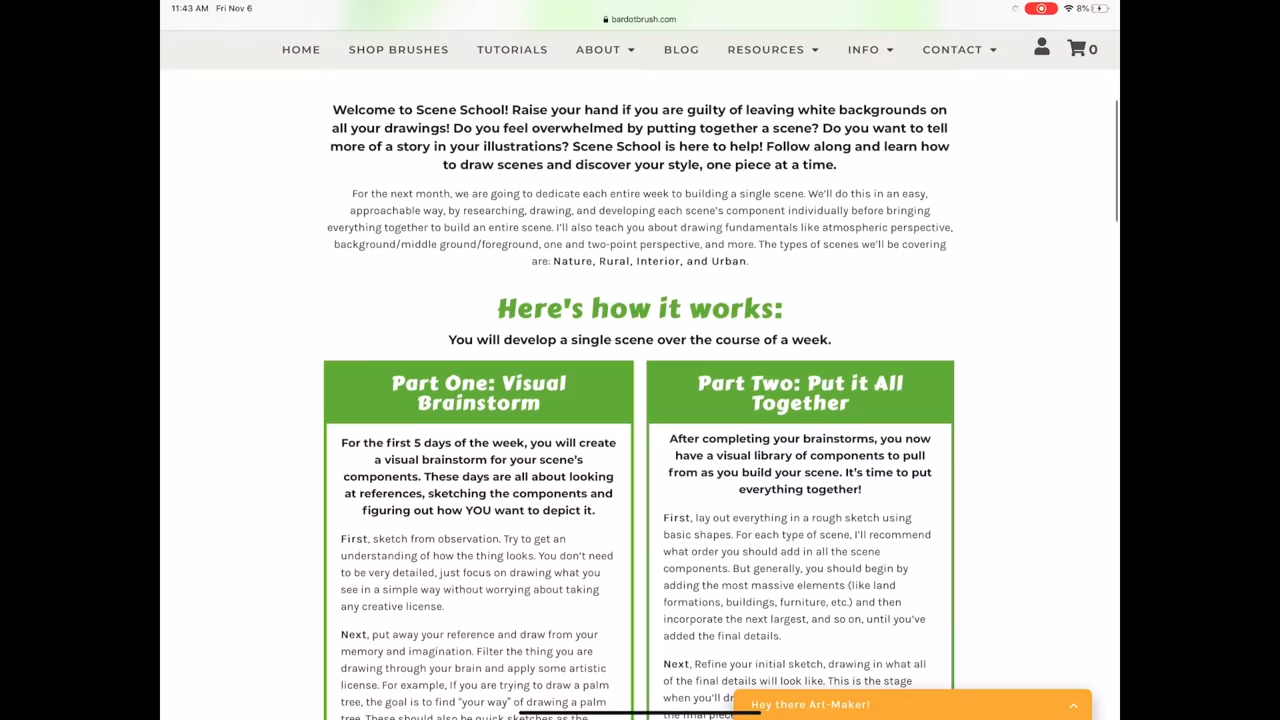 11:43 AM Fri Nov 6
8%
bardotbrush.com
HOME SHOP BRUSHES TUTORIALS ABOUT BLOG RESOURCES INFO CONTACT 0
Welcome to Scene School! Raise your hand if you are guilty of leaving white backgrounds on
all your drawings! Do you feel overwhelmed by putting together a scene? Do you want to tell
more of a story in your illustrations? Scene School is here to help! Follow along and learn how
to draw scenes and discover your style, one piece at a time.
For the next month, we are going to dedicate each entire week to building a single scene. We'll do this in an easy,
approachable way, by researching, drawing, and developing each scene's component individually before bringing
everything together to build an entire scene. I'll also teach you about drawing fundamentals like atmospheric perspective,
background/middle ground/foreground, one and two-point perspective, and more. The types of scenes we'll be covering
are: Nature, Rural, Interior, and Urban.
Here's how it works:
You will develop a single scene over the course of a week.
Part One: Visual
Brainstorm
For the first 5 days of the week, you will create
a visual brainstorm for your scene's
components. These days are all about looking
at references, sketching the components and
figuring out how YOU want to depict it.
First, sketch from observation. Try to get an
understanding of how the thing looks. You don't need
to be very detailed, just focus on drawing what you
see in a simple way without worrying about taking
any creative license.
Next, put away your reference and draw from your
memory and imagination. Filter the thing you are
drawing through your brain and apply some artistic
license. For example, If you are trying to draw a palm
tree, the goal is to find "your way" of drawing a palm
tree. These should also be quick sketches as the
Part Two: Put it All
Together
After completing your brainstorms, you now
have a visual library of components to pull
from as you build your scene. It's time to put
everything together!
First, lay out everything in a rough sketch using
basic shapes. For each type of scene, I'll recommend
what order you should add in all the scene
components. But generally, you should begin by
adding the most massive elements (like land
formations, buildings, furniture, etc.) and then
incorporate the next largest, and so on, until you've
added the final details.
Next, Refine your initial sketch, drawing in what all
of the final details will look like. This is the stage
when you'll
the final
Hey there Art-Maker!